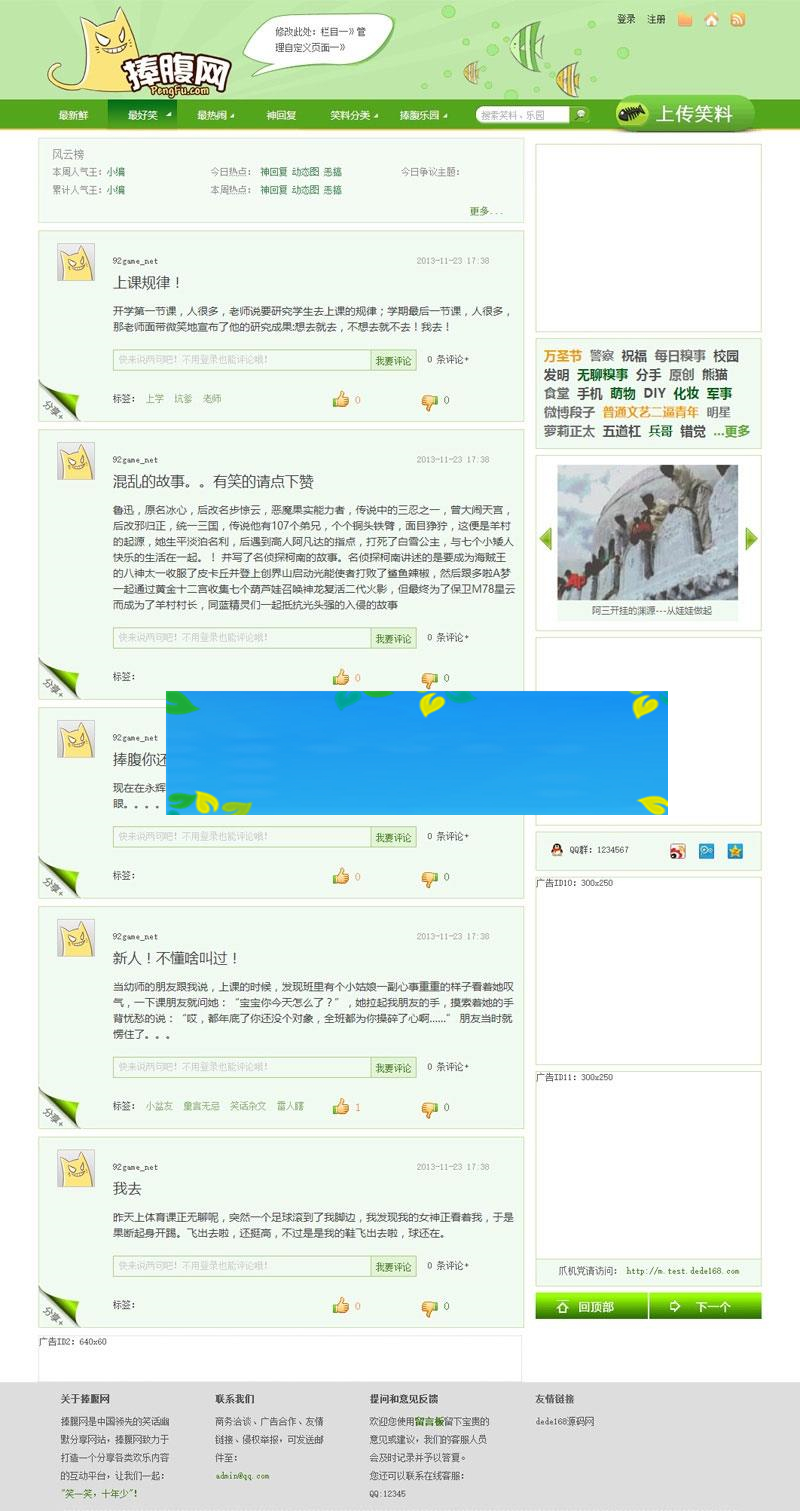 修改此处:栏目一》管
理自定义页面一》
登录 注册
捧腹网
PengFu.com
最新鲜 最好笑 最热闹 神回复 笑料分类 捧腹乐园 搜索笑料、乐园 上传笑料
风云榜
本周人气王:小编 今日热点: 神回复 动态图 恶搞 今日争议主题:
累计人气王:小编 本周热点: 神回复 动态图 恶搞
更多...
92game_net 2013-11-23 17:38
上课规律！
开学第一节课，人很多，老师说要研究学生去上课的规律；学期最后一节课，人很多，
那老师面带微笑地宣布了他的研究成果:想去就去，不想去就不去！我去！
快来说两句吧！不用登录也能评论哦! 我要评论 0 条评论+
标签: 上学 坑爹 老师 0 0
分享+
92game_net 2013-11-23 17:38
混乱的故事。。有笑的请点下赞
鲁迅，原名冰心，后改名步惊云，恶魔果实能力者，传说中的三忍之一，曾大闹天宫，
后改邪归正，统一三国，传说他有107个弟兄，个个铜头铁臂，面目狰狞，这便是羊村
的起源，她生平淡泊名利，后遇到高人阿凡达的指点，打死了白雪公主，与七个小矮人
快乐的生活在一起。！并写了名侦探柯南的故事。名侦探柯南讲述的是要成为海贼王
的八神太一收服了皮卡丘并登上创界山启动光能使者打败了鲨鱼辣椒，然后跟多啦A梦
一起通过黄金十二宫收集七个葫芦娃召唤神龙复活二代火影，但最终为了保卫M78星云
而成为了羊村村长，同蓝精灵们一起抵抗光头强的入侵的故事
快来说两句吧！不用登录也能评论哦! 我要评论 0 条评论+
标签: 0 0
分享+
92game_net
捧腹你还
现在在永辉
眼。。。。
快来说两句吧！不用登录也能评论哦! 我要评论 0 条评论+
标签: 0 0
分享+
92game_net 2013-11-23 17:38
新人！不懂啥叫过！
当幼师的朋友跟我说，上课的时候，发现班里有个小姑娘一副心事重重的样子看着她叹
气，一下课朋友就问她：“宝宝你今天怎么了？”，她拉起我朋友的手，摸索着她的手
背忧愁的说：“哎，都年底了你还没个对象，全班都为你操碎了心啊……” 朋友当时就
愣住了。。。
快来说两句吧！不用登录也能评论哦! 我要评论 0 条评论+
标签: 小盆友 童言无忌 笑话杂文 雷人瞎 1 0
分享+
92game_net 2013-11-23 17:38
我去
昨天上体育课正无聊呢，突然一个足球滚到了我脚边，我发现我的女神正看着我，于是
果断起身开踢。飞出去啦，还挺高，不过是是我的鞋飞出去啦，球还在。
快来说两句吧！不用登录也能评论哦! 我要评论 0 条评论+
标签: 0 0
分享+
广告ID2: 640x60
万圣节 警察 祝福 每日糗事 校园
发明 无聊糗事 分手 原创 熊猫
食堂 手机 萌物 DIY 化妆 军事
微博段子 普通文艺二逼青年 明星
萝莉正太 五道杠 兵哥 错觉 ...更多
阿三开挂的渊源---从娃娃做起
QQ群: 1234567
广告ID10: 300x250
广告ID11: 300x250
爪机党请访问: http://m.test.dede168.com
回顶部 下一个
关于捧腹网
捧腹网是中国领先的笑话幽
默分享网站，捧腹网致力于
打造一个分享各类欢乐内容
的互动平台，让我们一起:
"笑一笑，十年少"!
联系我们
商务洽谈、广告合作、友情
链接、侵权举报，可发送邮
件至:
admin@qq.com
提问和意见反馈
欢迎您使用留言板留下宝贵的
意见或建议，我们的客服人员
会及时记录并予以答复。
您还可以联系在线客服:
QQ:12345
友情链接
dede168源码网